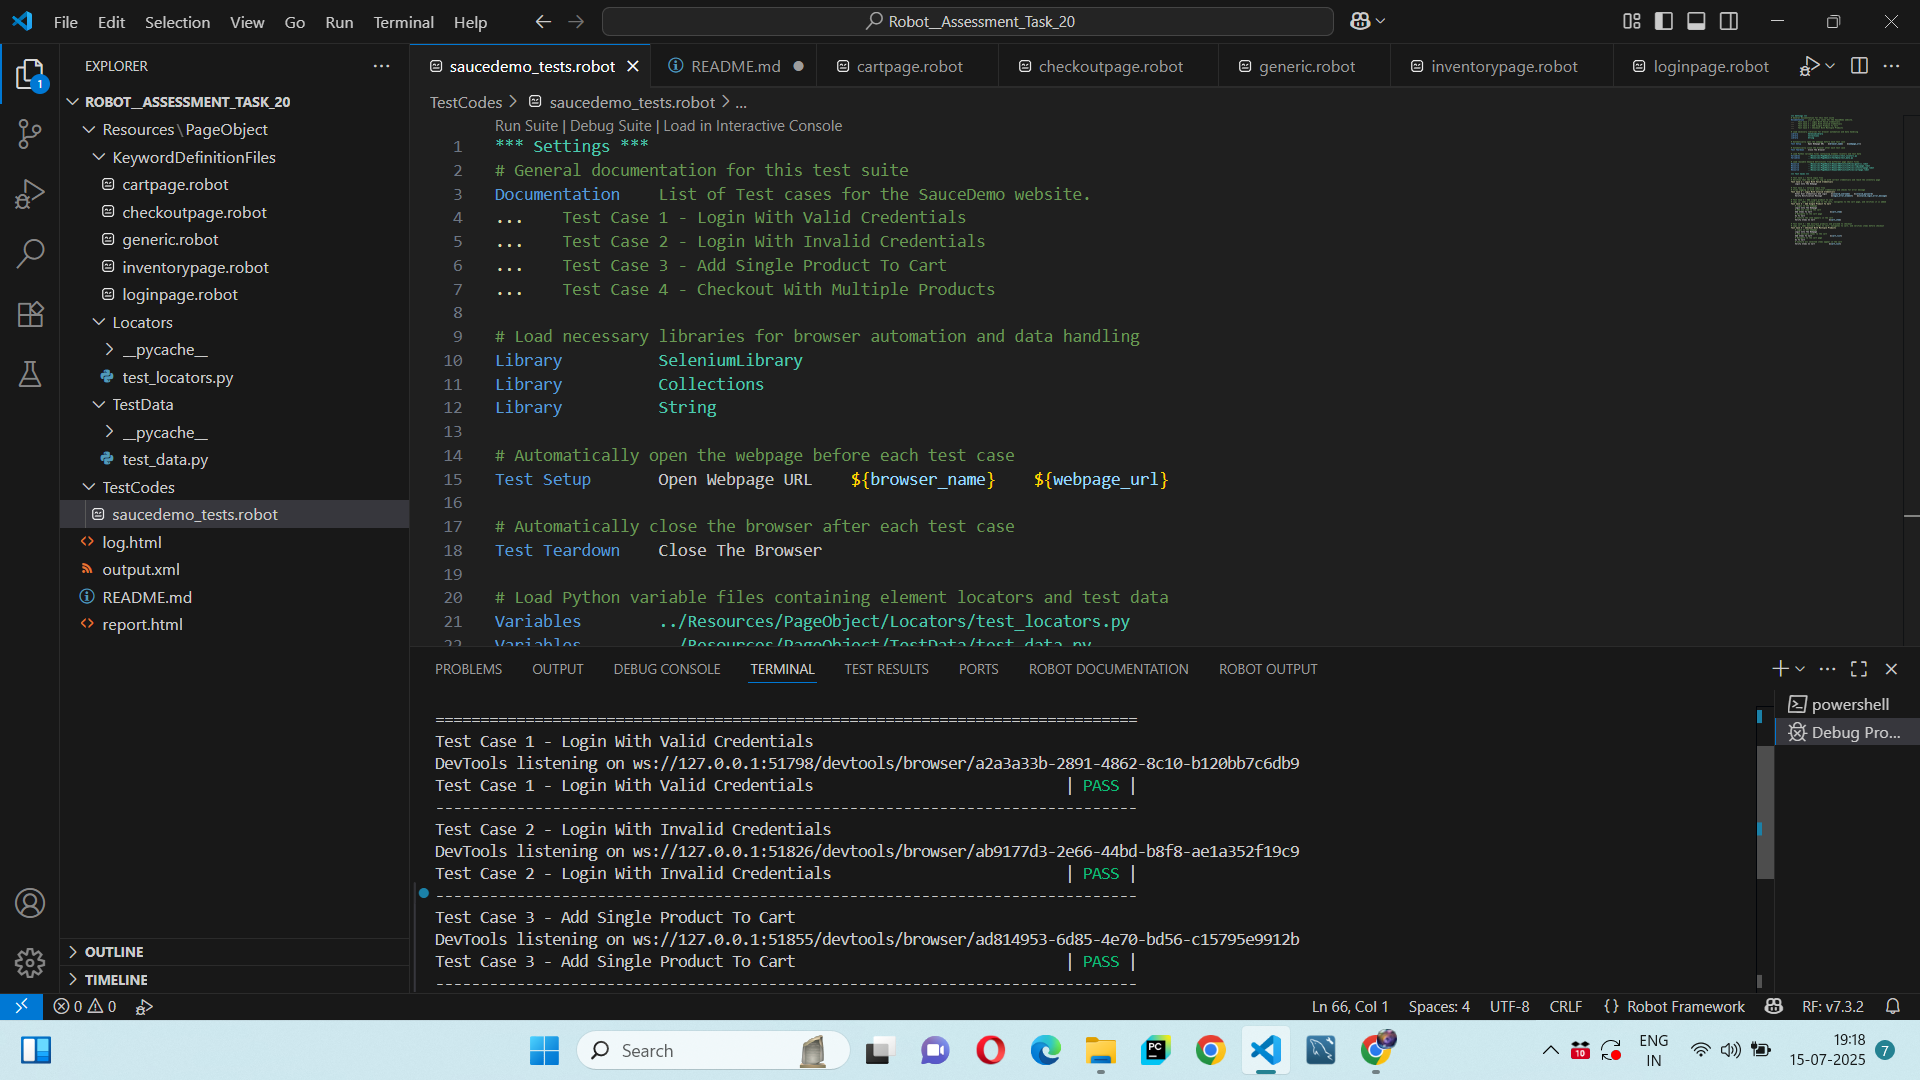 File Edit Selection View Go Run Terminal Help
Robot__Assessment_Task_20
EXPLORER
ROBOT__ASSESSMENT_TASK_20
Resources\PageObject
KeywordDefinitionFiles
cartpage.robot
checkoutpage.robot
generic.robot
inventorypage.robot
loginpage.robot
Locators
__pycache__
test_locators.py
TestData
__pycache__
test_data.py
TestCodes
saucedemo_tests.robot
log.html
output.xml
README.md
report.html
OUTLINE
TIMELINE
1
saucedemo_tests.robot README.md cartpage.robot checkoutpage.robot generic.robot inventorypage.robot loginpage.robot
TestCodes > saucedemo_tests.robot > ...
Run Suite | Debug Suite | Load in Interactive Console
1 *** Settings ***
2 # General documentation for this test suite
3 Documentation    List of Test cases for the SauceDemo website.
4 ...    Test Case 1 - Login With Valid Credentials
5 ...    Test Case 2 - Login With Invalid Credentials
6 ...    Test Case 3 - Add Single Product To Cart
7 ...    Test Case 4 - Checkout With Multiple Products
8
9 # Load necessary libraries for browser automation and data handling
10 Library          SeleniumLibrary
11 Library          Collections
12 Library          String
13
14 # Automatically open the webpage before each test case
15 Test Setup       Open Webpage URL    ${browser_name}    ${webpage_url}
16
17 # Automatically close the browser after each test case
18 Test Teardown    Close The Browser
19
20 # Load Python variable files containing element locators and test data
21 Variables        ../Resources/PageObject/Locators/test_locators.py
22 Variables        ../Resources/PageObject/TestData/test_data.py
PROBLEMS OUTPUT DEBUG CONSOLE TERMINAL TEST RESULTS PORTS ROBOT DOCUMENTATION ROBOT OUTPUT
powershell
Debug Pro...
==============================================================================
Test Case 1 - Login With Valid Credentials
DevTools listening on ws://127.0.0.1:51798/devtools/browser/a2a3a33b-2891-4862-8c10-b120bb7c6db9
Test Case 1 - Login With Valid Credentials                            | PASS |
------------------------------------------------------------------------------
Test Case 2 - Login With Invalid Credentials
DevTools listening on ws://127.0.0.1:51826/devtools/browser/ab9177d3-2e66-44bd-b8f8-ae1a352f19c9
Test Case 2 - Login With Invalid Credentials                          | PASS |
------------------------------------------------------------------------------
Test Case 3 - Add Single Product To Cart
DevTools listening on ws://127.0.0.1:51855/devtools/browser/ad814953-6d85-4e70-bd56-c15795e9912b
Test Case 3 - Add Single Product To Cart                              | PASS |
------------------------------------------------------------------------------
0 0 Ln 66, Col 1 Spaces: 4 UTF-8 CRLF {} Robot Framework RF: v7.3.2
Search PC 10 ENG 19:18
IN 15-07-2025 7